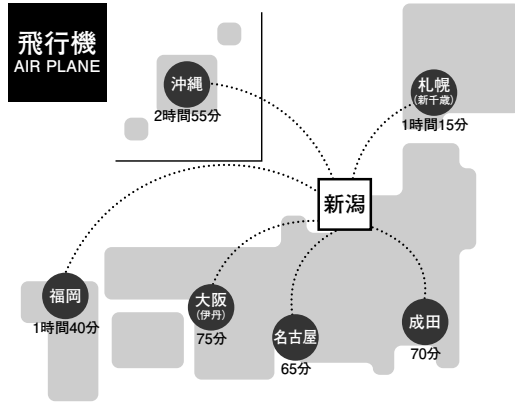 飛行機
AIR PLANE
沖縄
2時間55分
札幌
(新千歳)
1時間15分
新潟
福岡
1時間40分
大阪
(伊丹)
75分
名古屋
65分
成田
70分